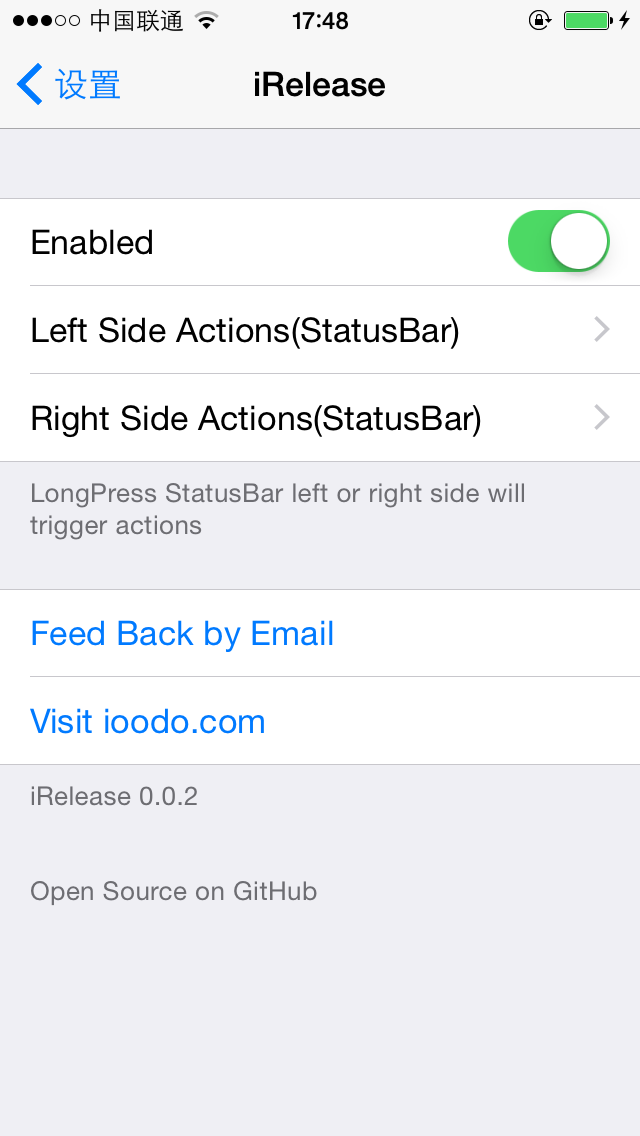 中国联通 17:48
设置 iRelease
Enabled
Left Side Actions(StatusBar)
Right Side Actions(StatusBar)
LongPress StatusBar left or right side will
trigger actions
Feed Back by Email
Visit ioodo.com
iRelease 0.0.2
Open Source on GitHub